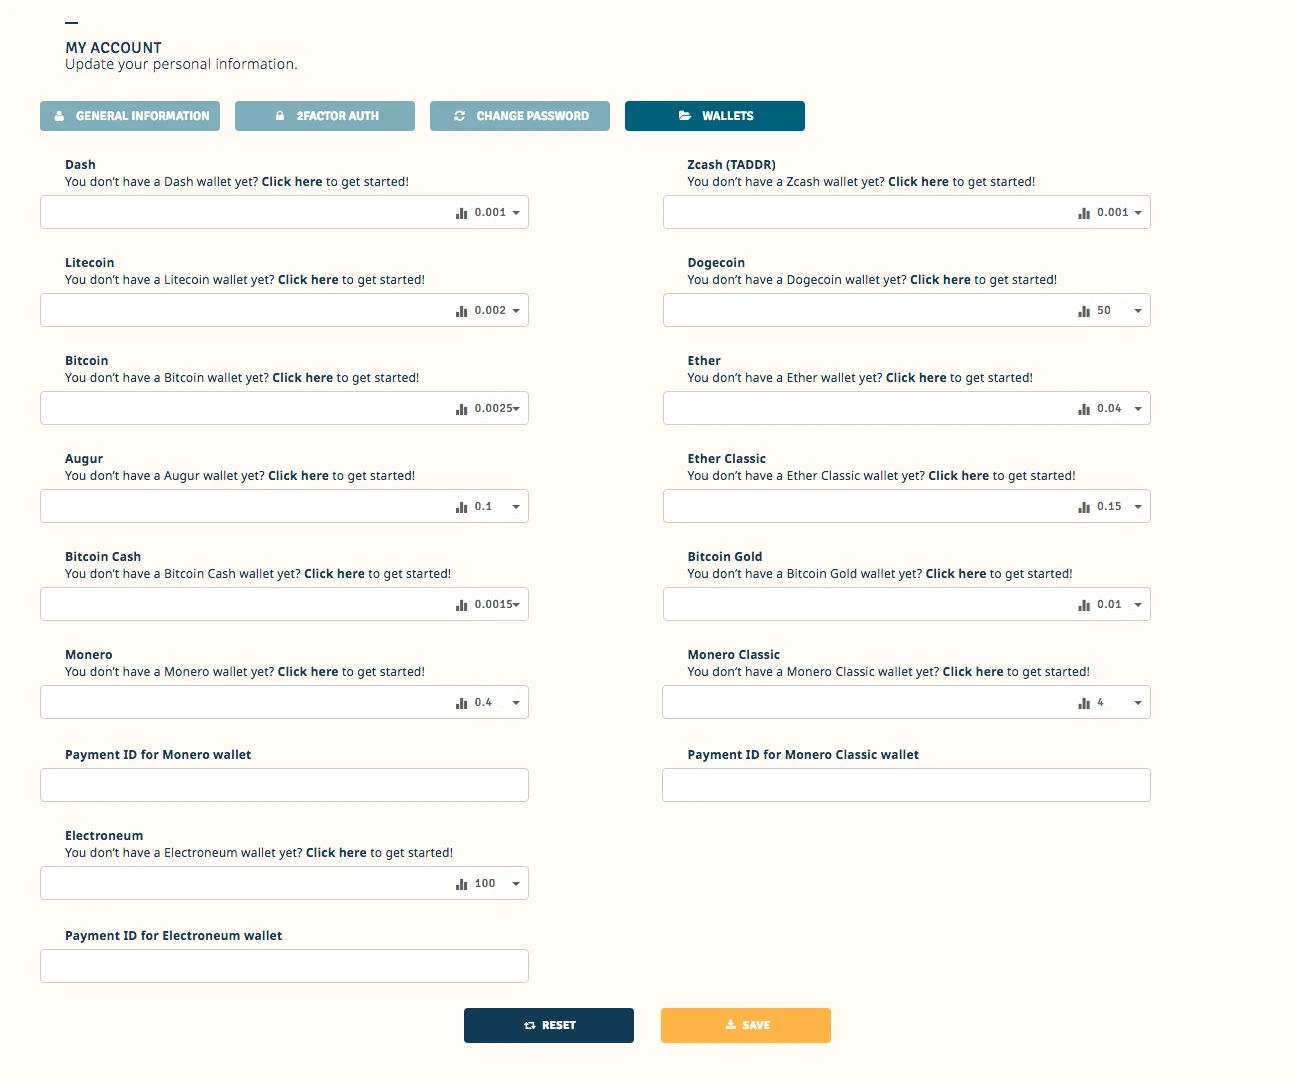 MY ACCOUNT
Update your personal information.
GENERAL INFORMATION
2FACTOR AUTH
CHANGE PASSWORD
WALLETS
Dash
You don't have a Dash wallet yet? Click here to get started!
0.001
Zcash (TADDR)
You don't have a Zcash wallet yet? Click here to get started!
0.001
Litecoin
You don't have a Litecoin wallet yet? Click here to get started!
0.002
Dogecoin
You don't have a Dogecoin wallet yet? Click here to get started!
50
Bitcoin
You don't have a Bitcoin wallet yet? Click here to get started!
0.0025
Ether
You don't have a Ether wallet yet? Click here to get started!
0.04
Augur
You don't have a Augur wallet yet? Click here to get started!
0.1
Ether Classic
You don't have a Ether Classic wallet yet? Click here to get started!
0.15
Bitcoin Cash
You don't have a Bitcoin Cash wallet yet? Click here to get started!
0.0015
Bitcoin Gold
You don't have a Bitcoin Gold wallet yet? Click here to get started!
0.01
Monero
You don't have a Monero wallet yet? Click here to get started!
0.4
Monero Classic
You don't have a Monero Classic wallet yet? Click here to get started!
4
Payment ID for Monero wallet
Payment ID for Monero Classic wallet
Electroneum
You don't have a Electroneum wallet yet? Click here to get started!
100
Payment ID for Electroneum wallet
RESET
SAVE